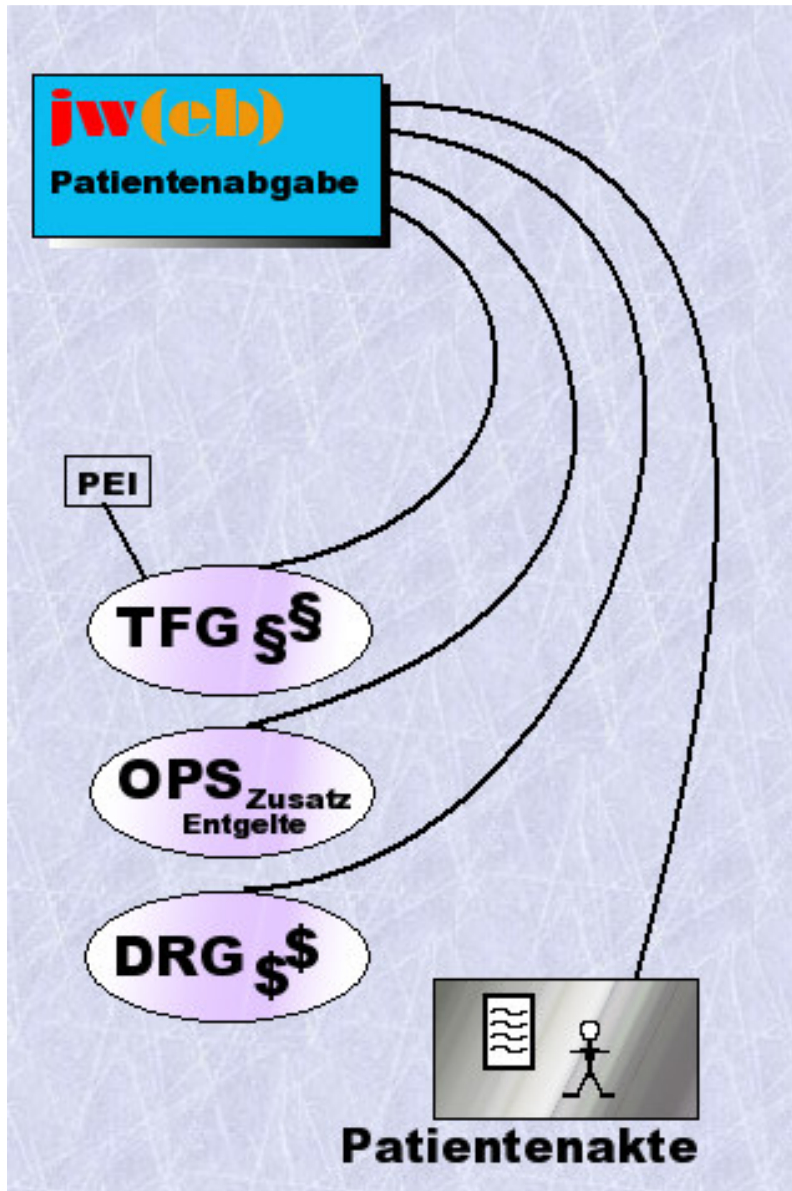 jw(eb)
Patientenabgabe
PEI
TFG §§
OPS Zusatz
Entgelte
DRG $$
Patientenakte